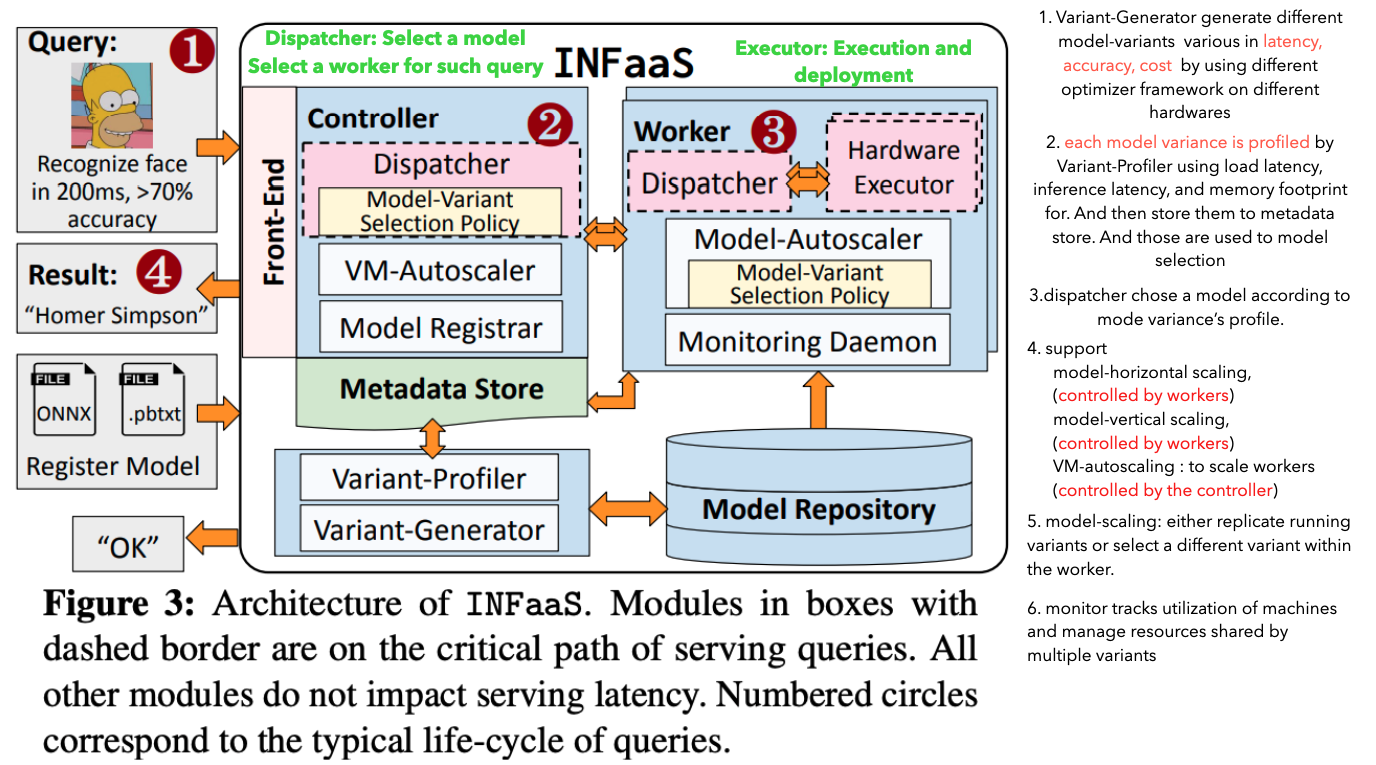 Query:
1
Recognize face
in 200ms, >70%
accuracy
Result:
4
“Homer Simpson”
FILE
ONNX
FILE
.pbtxt
Register Model
“OK”
Dispatcher: Select a model
Select a worker for such query
INFaaS
Executor: Execution and
deployment
Front-End
Controller
2
Dispatcher
Model-Variant
Selection Policy
VM-Autoscaler
Model Registrar
Metadata Store
Variant-Profiler
Variant-Generator
Worker
3
Dispatcher
Hardware
Executor
Model-Autoscaler
Model-Variant
Selection Policy
Monitoring Daemon
Model Repository
Figure 3: Architecture of INFaaS. Modules in boxes with
dashed border are on the critical path of serving queries. All
other modules do not impact serving latency. Numbered circles
correspond to the typical life-cycle of queries.
1. Variant-Generator generate different
model-variants various in latency,
accuracy, cost by using different
optimizer framework on different
hardwares
2. each model variance is profiled by
Variant-Profiler using load latency,
inference latency, and memory footprint
for. And then store them to metadata
store. And those are used to model
selection
3.dispatcher chose a model according to
mode variance’s profile.
4. support
model-horizontal scaling,
(controlled by workers)
model-vertical scaling,
(controlled by workers)
VM-autoscaling : to scale workers
(controlled by the controller)
5. model-scaling: either replicate running
variants or select a different variant within
the worker.
6. monitor tracks utilization of machines
and manage resources shared by
multiple variants